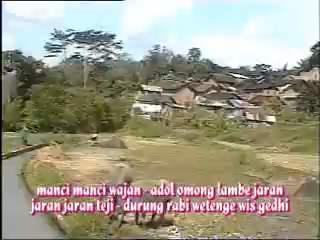 manci manci wajan - adol omong lambe jaran
jaran jaran teji - durung rabi wetenge wis gedhi